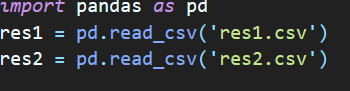 import pandas as pd
res1 = pd.read_csv('res1.csv')
res2 = pd.read_csv('res2.csv')